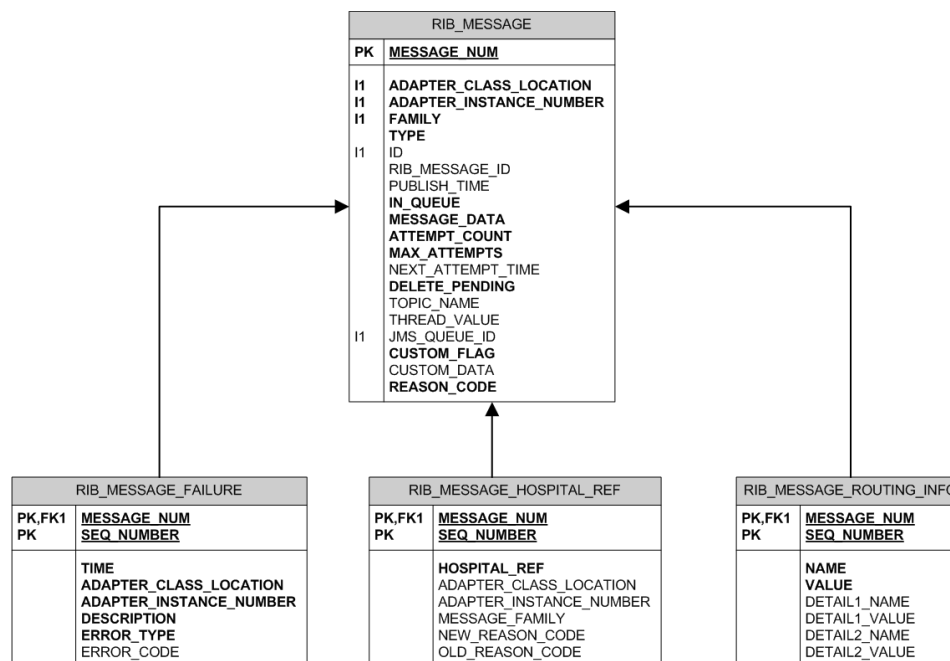 RIB_MESSAGE
PK MESSAGE_NUM
I1 ADAPTER_CLASS_LOCATION
I1 ADAPTER_INSTANCE_NUMBER
I1 FAMILY
TYPE
I1 ID
RIB_MESSAGE_ID
PUBLISH_TIME
IN_QUEUE
MESSAGE_DATA
ATTEMPT_COUNT
MAX_ATTEMPTS
NEXT_ATTEMPT_TIME
DELETE_PENDING
TOPIC_NAME
THREAD_VALUE
I1 JMS_QUEUE_ID
CUSTOM_FLAG
CUSTOM_DATA
REASON_CODE
RIB_MESSAGE_FAILURE
PK,FK1 MESSAGE_NUM
PK SEQ_NUMBER
TIME
ADAPTER_CLASS_LOCATION
ADAPTER_INSTANCE_NUMBER
DESCRIPTION
ERROR_TYPE
ERROR_CODE
RIB_MESSAGE_HOSPITAL_REF
PK,FK1 MESSAGE_NUM
PK SEQ_NUMBER
HOSPITAL_REF
ADAPTER_CLASS_LOCATION
ADAPTER_INSTANCE_NUMBER
MESSAGE_FAMILY
NEW_REASON_CODE
OLD_REASON_CODE
RIB_MESSAGE_ROUTING_INFO
PK,FK1 MESSAGE_NUM
PK SEQ_NUMBER
NAME
VALUE
DETAIL1_NAME
DETAIL1_VALUE
DETAIL2_NAME
DETAIL2_VALUE